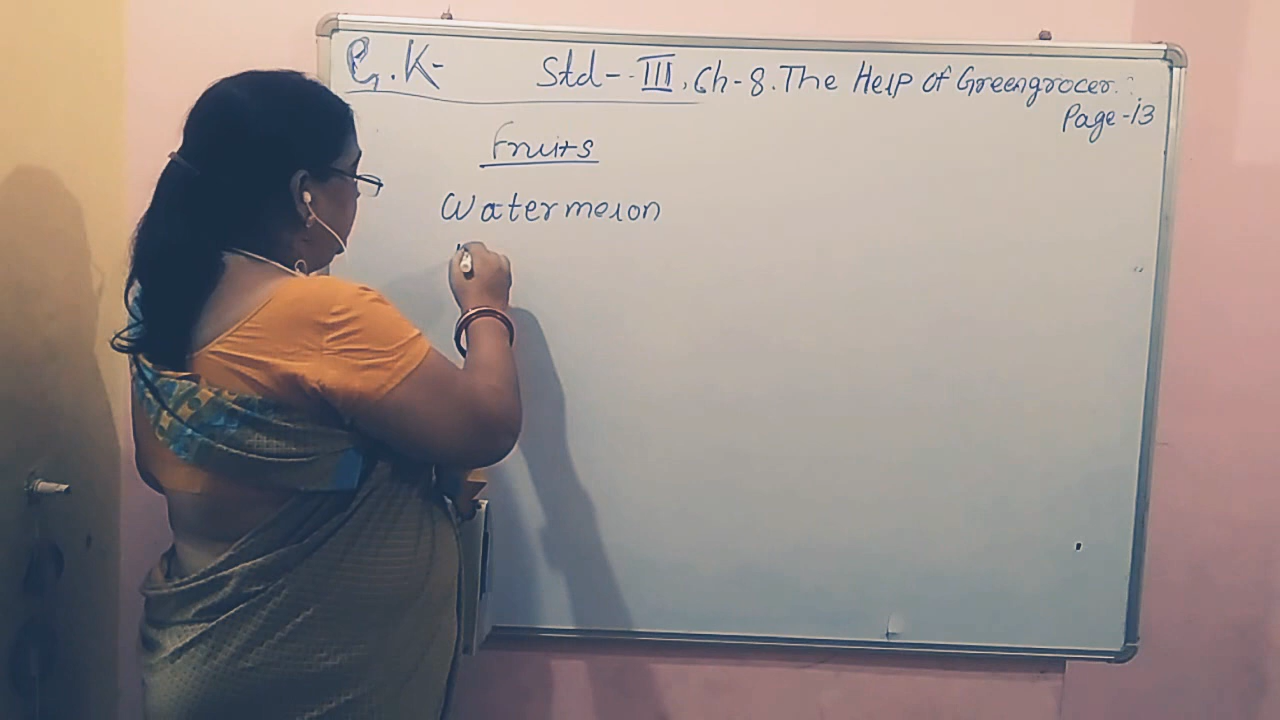 G.K- Std- III, Ch-8. The Help of Greengrocer.
Page-13
Fruits
Watermelon